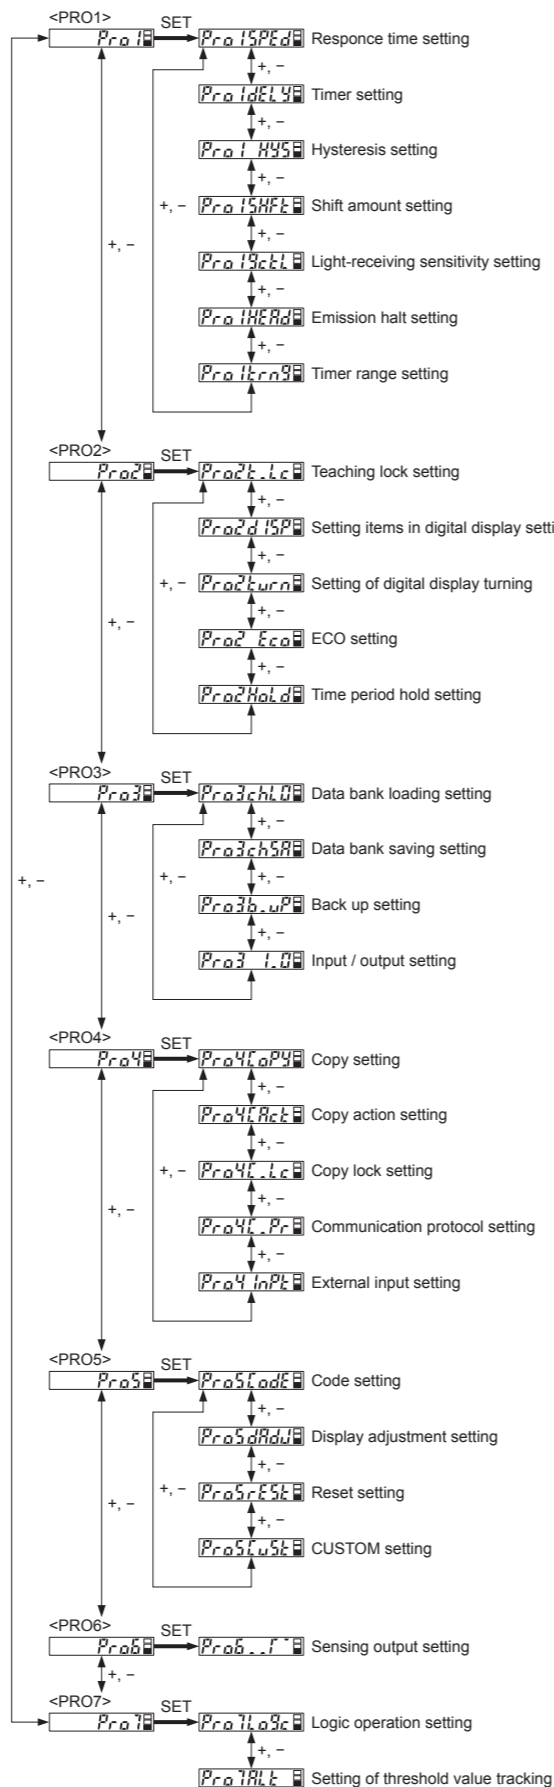 <PRO1>
Pro1 SET Pro1SPEd Responce time setting
+, −
Pro1dELY Timer setting
+, −
Pro1 HYS Hysteresis setting
+, −
+, − Pro1SHFt Shift amount setting
+, −
+, −
Pro1gctL Light-receiving sensitivity setting
+, −
Pro1HEAd Emission halt setting
+, −
Pro1trng Timer range setting
<PRO2>
Pro2 SET Pro2t.Lc Teaching lock setting
+, −
Pro2dISP Setting items in digital display setti
+, −
+, − Pro2turn Setting of digital display turning
+, −
+, −
Pro2 Eco ECO setting
+, −
Pro2HoLd Time period hold setting
<PRO3>
Pro3 SET Pro3chLO Data bank loading setting
+, −
Pro3chSA Data bank saving setting
+, −
+, −
+, −
Pro3b.uP Back up setting
+, −
+, −
Pro3 I.O Input / output setting
<PRO4>
Pro4 SET Pro4CoPY Copy setting
+, −
Pro4CAct Copy action setting
+, −
+, − Pro4C.Lc Copy lock setting
+, −
+, −
Pro4C.Pr Communication protocol setting
+, −
Pro4InPt External input setting
<PRO5>
Pro5 SET Pro5CodE Code setting
+, −
Pro5dAdJ Display adjustment setting
+, −
+, −
+, −
Pro5rESt Reset setting
+, −
Pro5CuSt CUSTOM setting
<PRO6>
Pro6 SET Sensing output setting
+, −
<PRO7>
Pro7 SET Pro7Logc Logic operation setting
+, −
Pro7ALt Setting of threshold value tracking